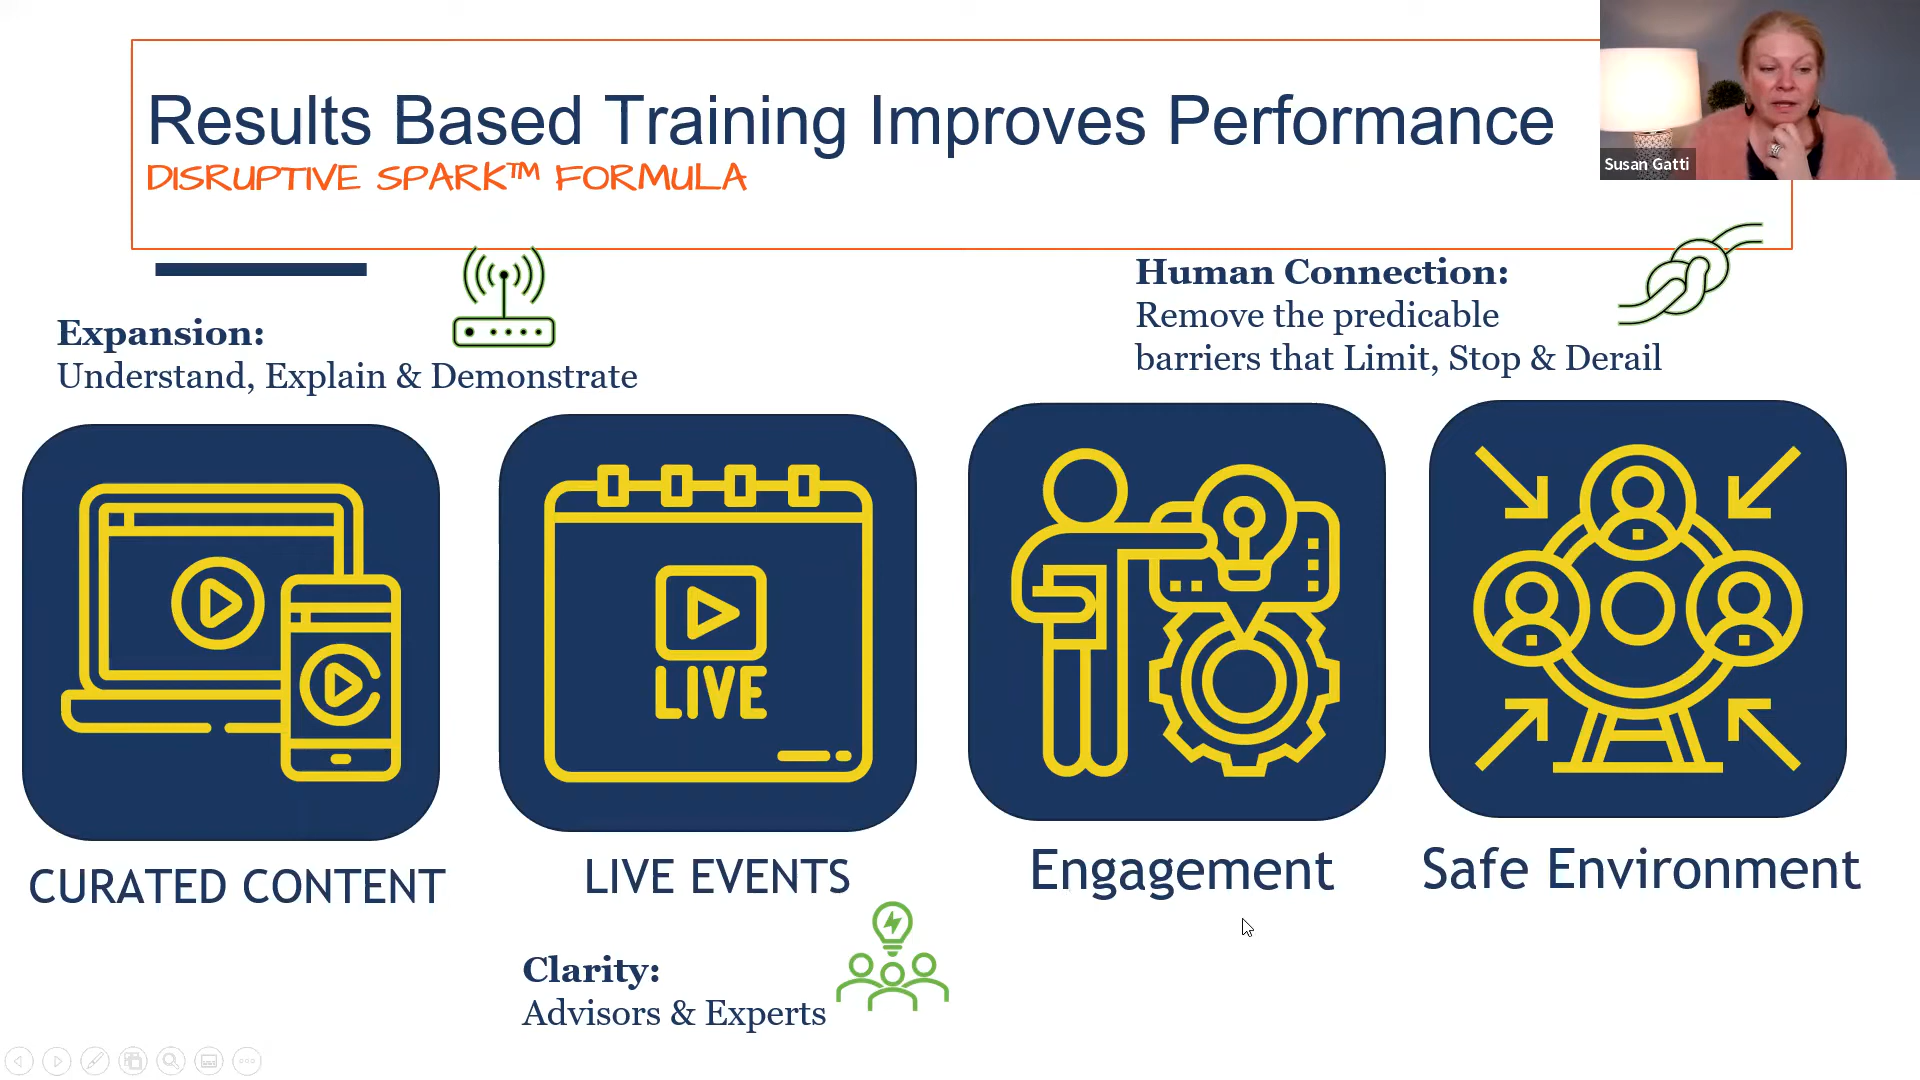 Results Based Training Improves Performance
DISRUPTIVE SPARK™ FORMULA
Susan Gatti
Expansion:
Understand, Explain & Demonstrate
Human Connection:
Remove the predicable
barriers that Limit, Stop & Derail
LIVE
CURATED CONTENT
LIVE EVENTS
Engagement
Safe Environment
Clarity:
Advisors & Experts